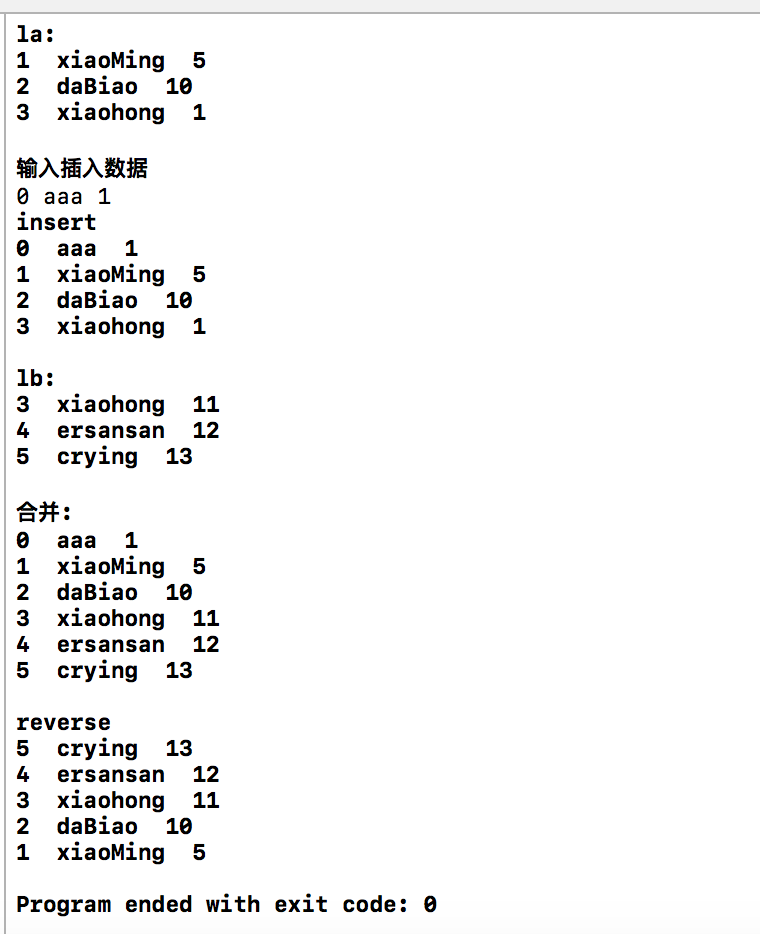 la:
1  xiaoMing  5
2  daBiao  10
3  xiaohong  1
输入插入数据
0 aaa 1
insert
0  aaa  1
1  xiaoMing  5
2  daBiao  10
3  xiaohong  1
lb:
3  xiaohong  11
4  ersansan  12
5  crying  13
合并:
0  aaa  1
1  xiaoMing  5
2  daBiao  10
3  xiaohong  11
4  ersansan  12
5  crying  13
reverse
5  crying  13
4  ersansan  12
3  xiaohong  11
2  daBiao  10
1  xiaoMing  5
Program ended with exit code: 0